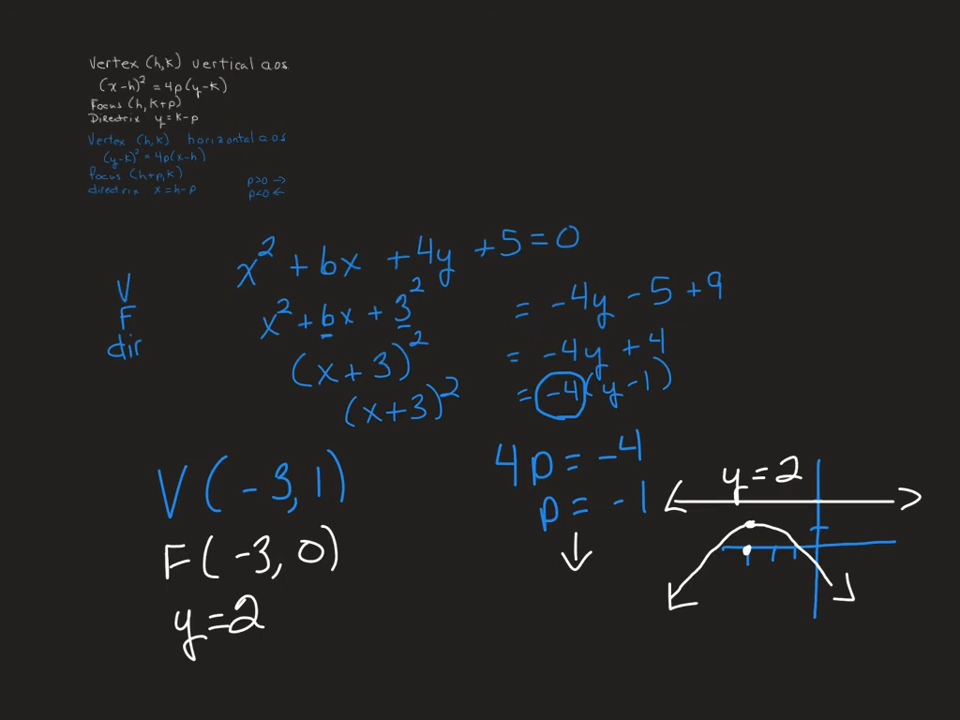 Vertex (h,k) vertical aos
(x-h)² = 4p(y-k)
Focus (h, k+p)
Directrix y=k-p
Vertex (h,k) horizontal aos
(y-k)² = 4p(x-h)
focus (h+p,k)
directrix x=h-p
p>0 →
p<0 ←
x² + 6x + 4y + 5 = 0
V
F
dir
x² + 6x + 3² = -4y - 5 + 9
(x+3)² = -4y + 4
(x+3)² = -4(y-1)
4p = -4
p = -1
↓
V(-3,1)
F(-3,0)
y=2
y=2